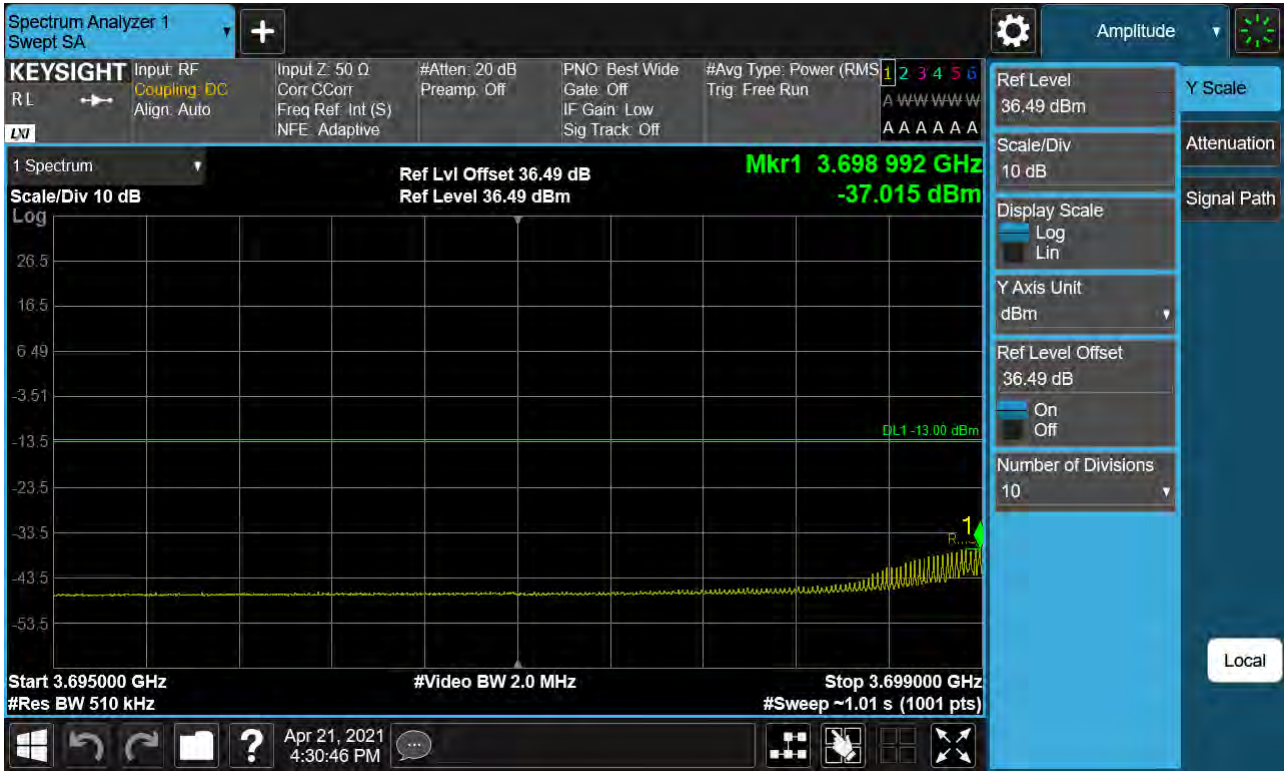 Spectrum Analyzer 1
Swept SA
+
Amplitude
KEYSIGHT
RL
LXI
Input: RF
Coupling: DC
Align: Auto
Input Z: 50 Ω
Corr CCorr
Freq Ref: Int (S)
NFE: Adaptive
#Atten: 20 dB
Preamp: Off
PNO: Best Wide
Gate: Off
IF Gain: Low
Sig Track: Off
#Avg Type: Power (RMS
Trig: Free Run
1 2 3 4 5 6
A W W W W W
A A A A A A
1 Spectrum
Scale/Div 10 dB
Log
Ref Lvl Offset 36.49 dB
Ref Level 36.49 dBm
Mkr1 3.698 992 GHz
-37.015 dBm
26.5
16.5
6.49
-3.51
-13.5
-23.5
-33.5
-43.5
-53.5
DL1 -13.00 dBm
1
Start 3.695000 GHz
#Res BW 510 kHz
#Video BW 2.0 MHz
Stop 3.699000 GHz
#Sweep ~1.01 s (1001 pts)
Ref Level
36.49 dBm
Scale/Div
10 dB
Display Scale
Log
Lin
Y Axis Unit
dBm
Ref Level Offset
36.49 dB
On
Off
Number of Divisions
10
Y Scale
Attenuation
Signal Path
Local
?
Apr 21, 2021
4:30:46 PM